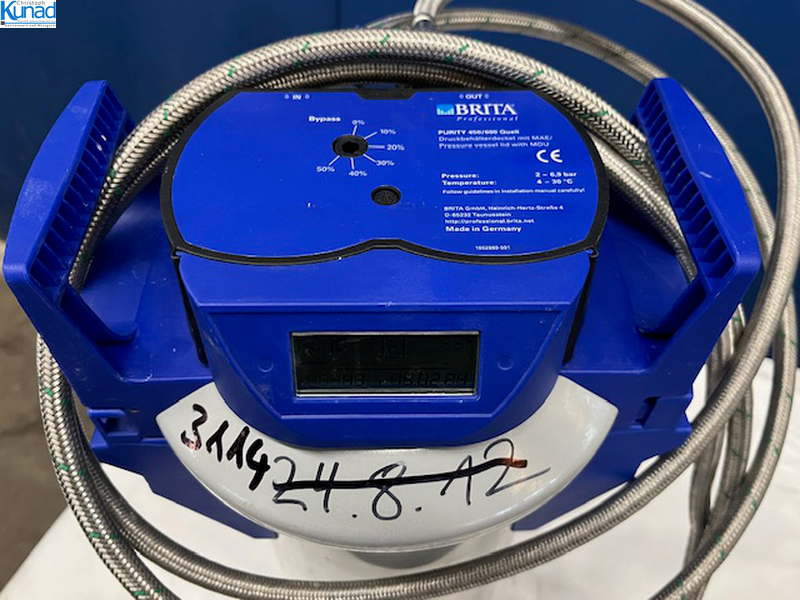 Christoph
Kunad
IN
OUT
BRITA
Professional
PURITY 450/600 Quell
Druckbehälterdeckel mit MAE/
Pressure vessel lid with MDU
CE
Pressure: 2 – 6,9 bar
Temperature: 4 – 30 °C
Follow guidelines in installation manual carefully!
BRITA GmbH, Heinrich-Hertz-Straße 4
D-65232 Taunusstein
http://professional.brita.net
Made in Germany
Bypass
0%
10%
20%
30%
40%
50%
3114
24.8.12